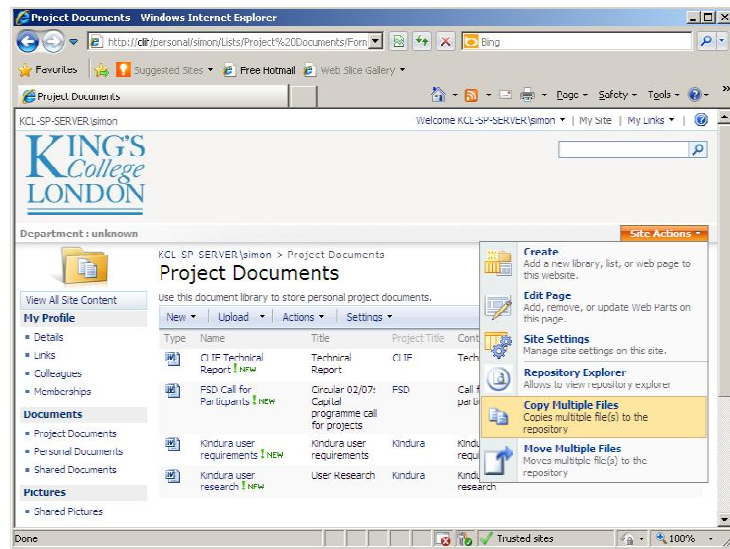 Project Documents Windows Internet Explorer
http://clif/personal/simon/Lists/Project%20Documents/Forn
Bing
Favorites
Suggested Sites
Free Hotmail
Web Slice Gallery
Project Documents
Page
Safety
Tools
»
KCL-SP-SERVER\simon
Welcome KCL-SP-SERVER\simon
My Site | My Links
KING'S
College
LONDON
Department : unknown
Site Actions
KCL SP SERVER\simon > Project Documents
Project Documents
Use this document library to store personal project documents.
View All Site Content
My Profile
Details
Links
Colleagues
Memberships
Documents
Project Documents
Personal Documents
Shared Documents
Pictures
Shared Pictures
New
Upload
Actions
Settings
Type Name Title Project Title Cont
CLIF Technical Technical CLIF Tech
Report ! NEW Report
FSD Call for Circular 02/07: FSD Call f
Participants ! NEW Capital parti
programme call
for projects
Kindura user Kindura user Kindura Kindu
requirements ! NEW requirements requi
Kindura user User Research Kindura Kindu
research ! NEW research
Create
Add a new library, list, or web page to
this website.
Edit Page
Add, remove, or update Web Parts on
this page.
Site Settings
Manage site settings on this site.
Repository Explorer
Allows to view repository explorer
Copy Multiple Files
Copies multiple file(s) to the
repository
Move Multiple Files
Moves multiple file(s) to the
repository
Done
Trusted sites
100%